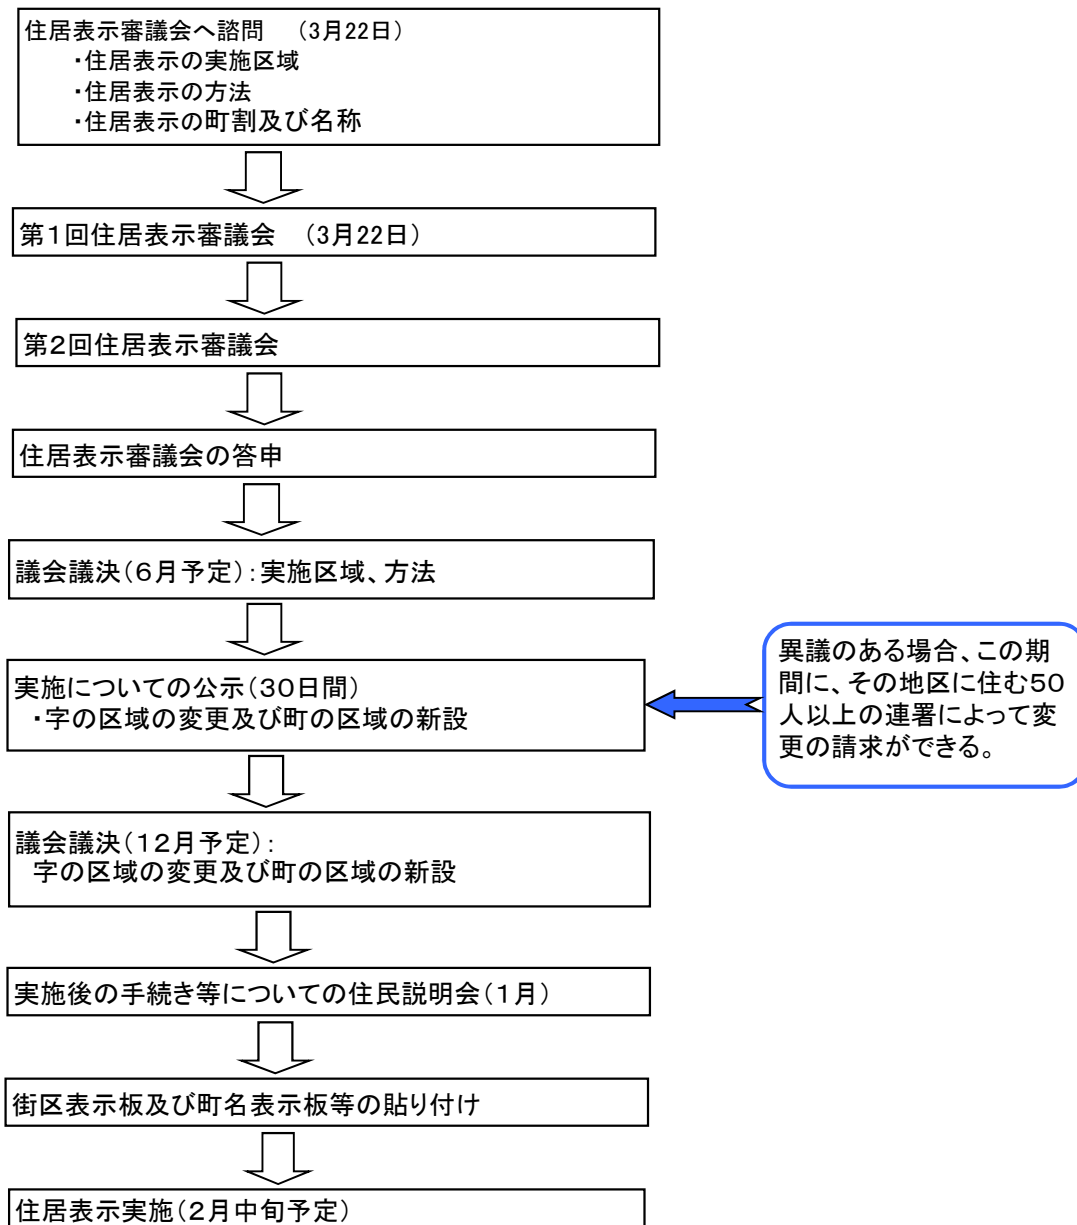 住居表示審議会へ諮問　（3月22日）
・住居表示の実施区域
・住居表示の方法
・住居表示の町割及び名称
第１回住居表示審議会　（3月22日）
第２回住居表示審議会
住居表示審議会の答申
議会議決（６月予定）：実施区域、方法
実施についての公示（３０日間）
・字の区域の変更及び町の区域の新設
異議のある場合、この期
間に、その地区に住む５０
人以上の連署によって変
更の請求ができる。
議会議決（１２月予定）：
字の区域の変更及び町の区域の新設
実施後の手続き等についての住民説明会（１月）
街区表示板及び町名表示板等の貼り付け
住居表示実施（２月中旬予定）